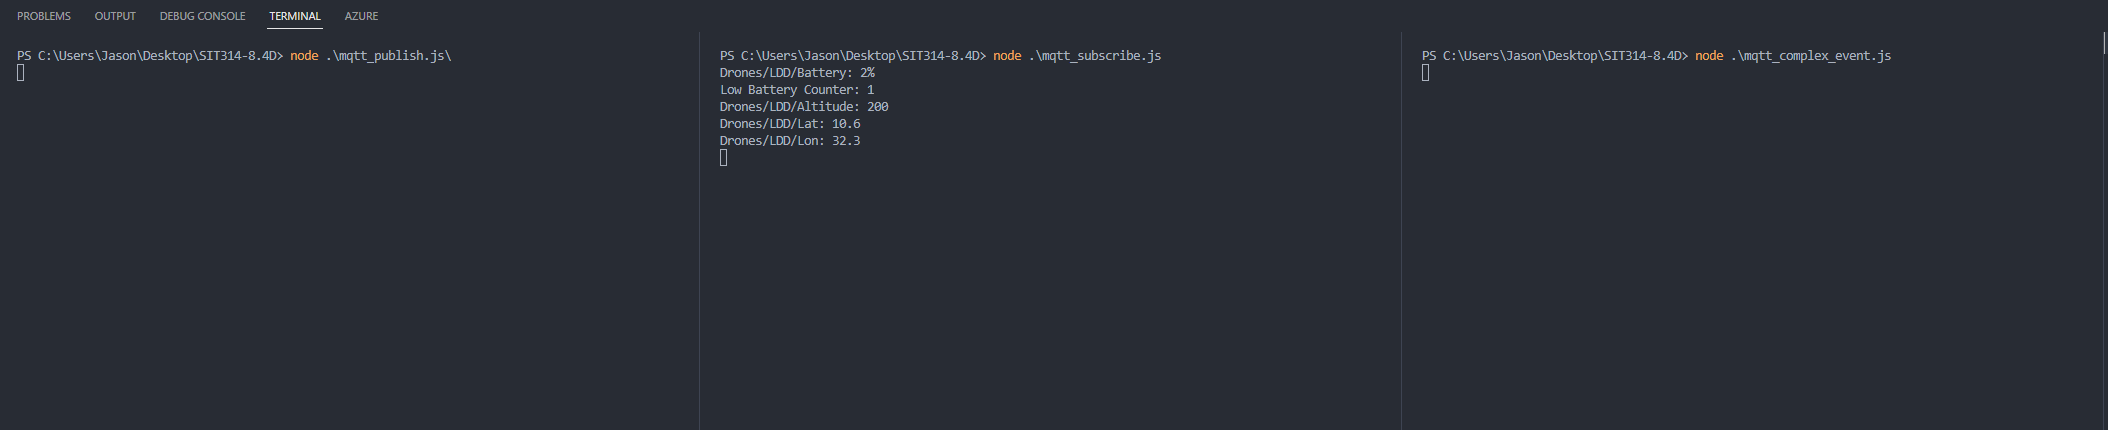 PROBLEMS OUTPUT DEBUG CONSOLE TERMINAL AZURE
PS C:\Users\Jason\Desktop\SIT314-8.4D> node .\mqtt_publish.js\
PS C:\Users\Jason\Desktop\SIT314-8.4D> node .\mqtt_subscribe.js
Drones/LDD/Battery: 2%
Low Battery Counter: 1
Drones/LDD/Altitude: 200
Drones/LDD/Lat: 10.6
Drones/LDD/Lon: 32.3
PS C:\Users\Jason\Desktop\SIT314-8.4D> node .\mqtt_complex_event.js